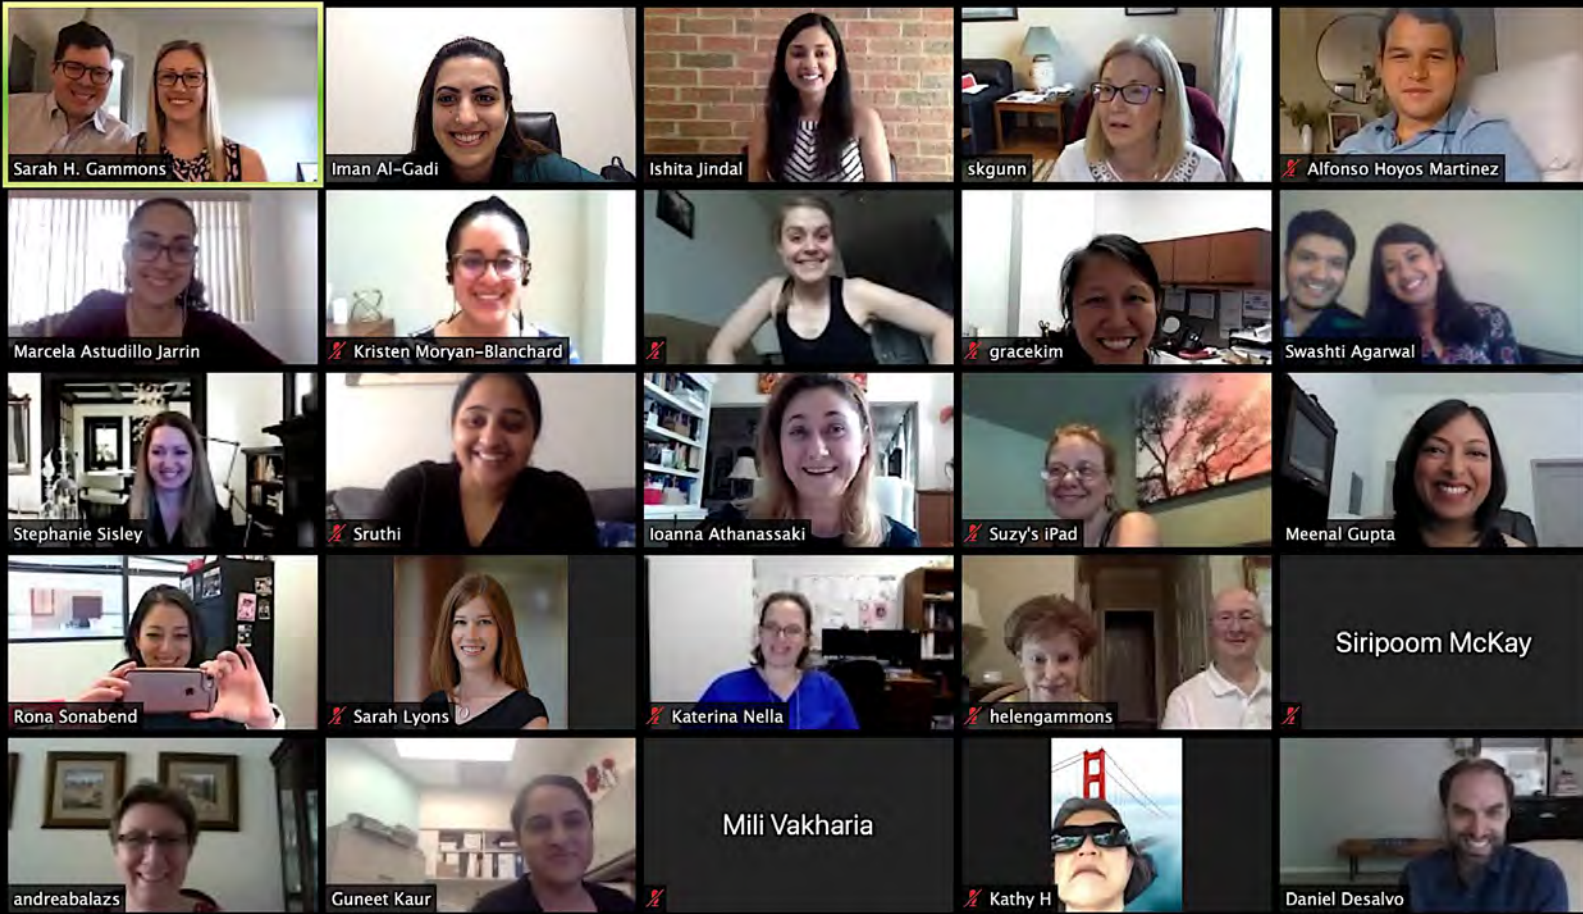 Sarah H. Gammons
Iman Al-Gadi
Ishita Jindal
skgunn
Alfonso Hoyos Martinez
Marcela Astudillo Jarrin
Kristen Moryan-Blanchard
gracekim
Swashti Agarwal
Stephanie Sisley
Sruthi
Ioanna Athanassaki
Suzy's iPad
Meenal Gupta
Rona Sonabend
Sarah Lyons
Katerina Nella
helengammons
Siripoom McKay
andreabalazs
Guneet Kaur
Mili Vakharia
Kathy H
Daniel Desalvo